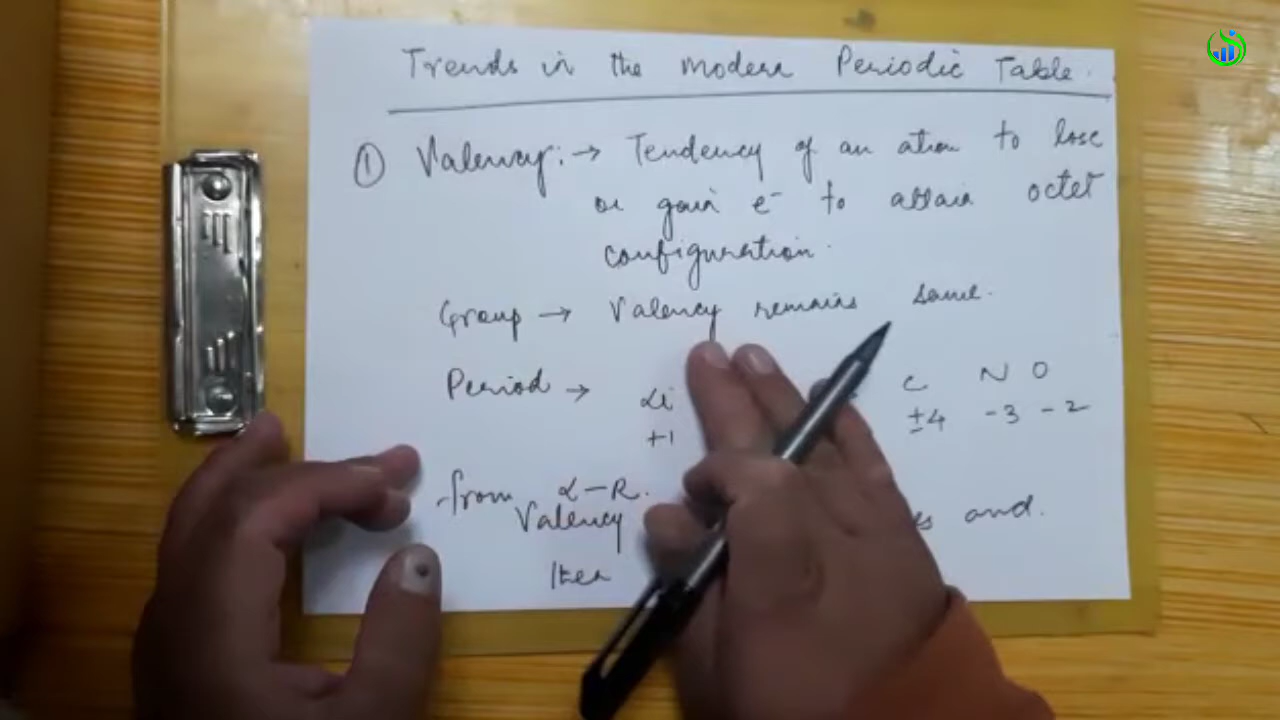 Trends in the modern Periodic Table.
① Valency :→ Tendency of an atom to lose
or gain e⁻ to attain octet
configuration.
Group → Valency remains same.
Period → Li C N O
+1 ±4 -3 -2
from L-R.
Valency and.
then